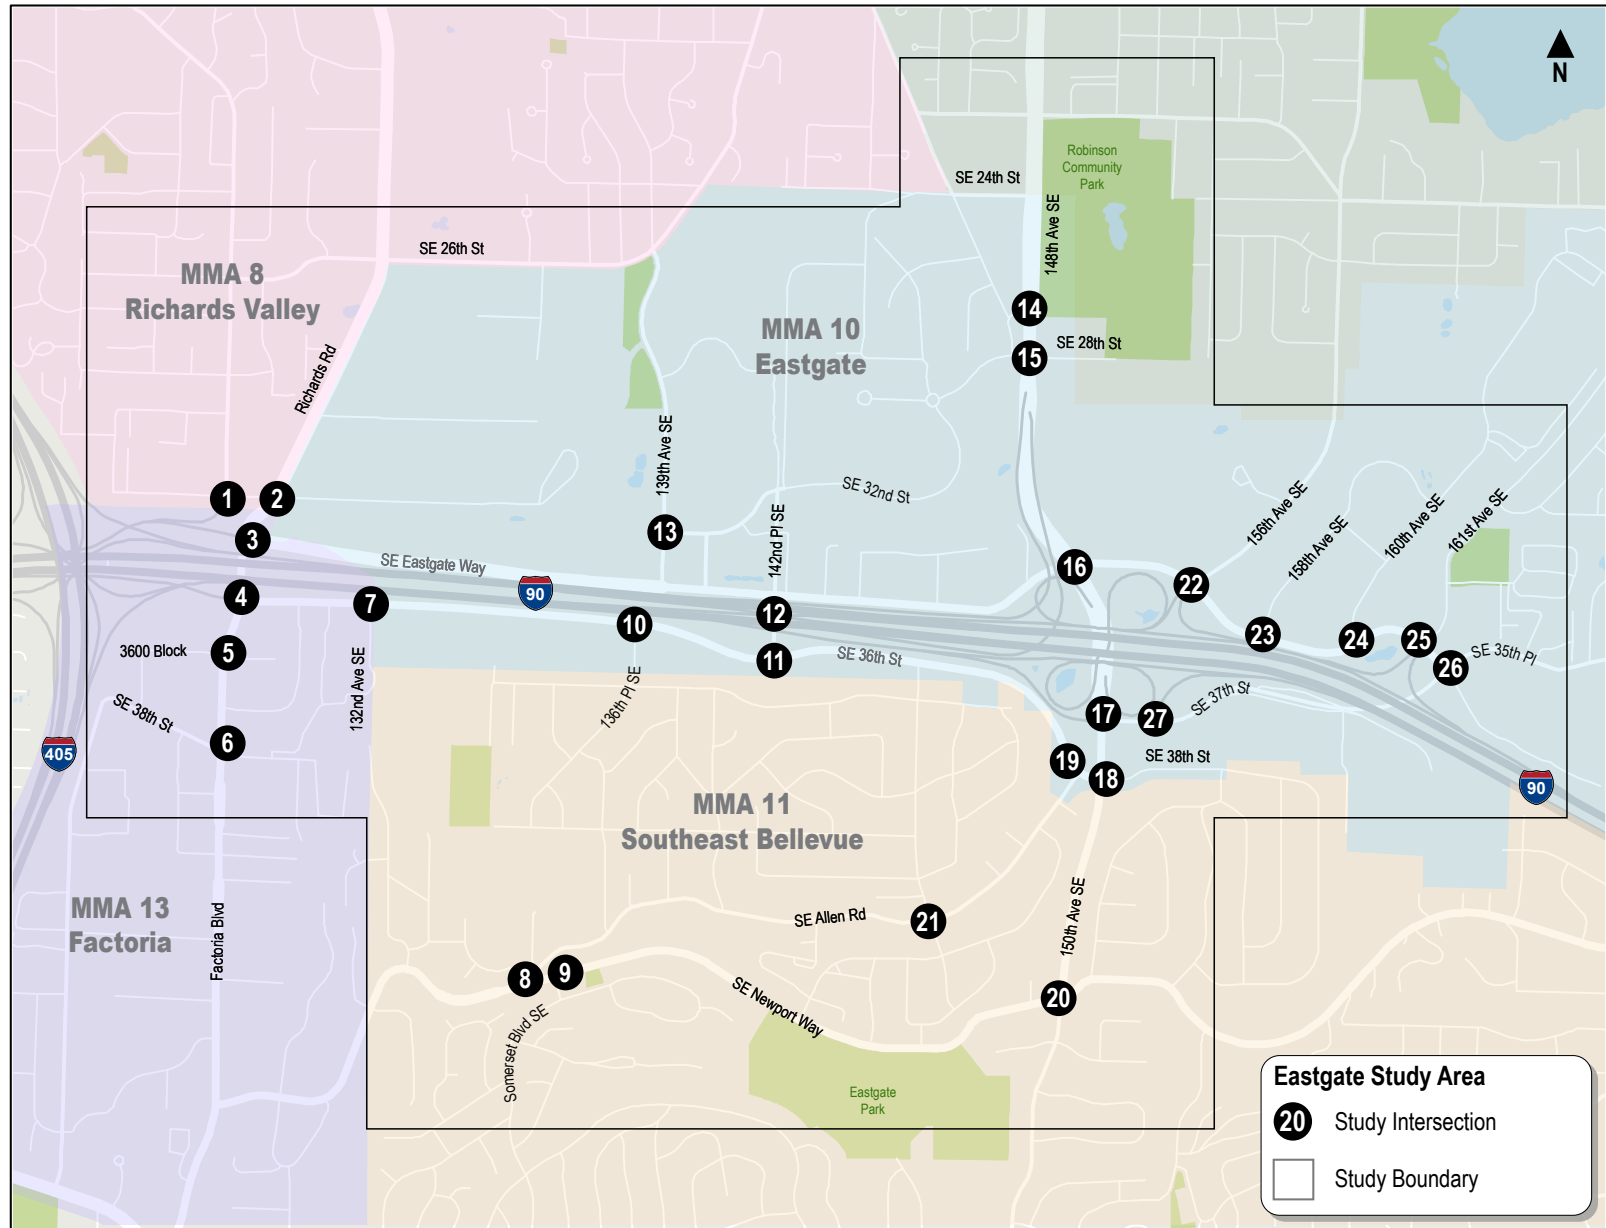 N
Robinson
Community
Park
SE 24th St
148th Ave SE
SE 26th St
MMA 8
Richards Valley
14
MMA 10
Eastgate
SE 28th St
15
Richards Rd
139th Ave SE
SE 32nd St
1
2
142nd Pl SE
156th Ave SE
158th Ave SE
160th Ave SE
161st Ave SE
13
3
SE Eastgate Way
16
22
90
4
7
12
10
23
24
25
3600 Block
5
11
SE 36th St
SE 35th Pl
26
132nd Ave SE
136th Pl SE
SE 38th St
SE 37th St
17
27
6
405
19
18
SE 38th St
90
MMA 11
Southeast Bellevue
MMA 13
Factoria
Factoria Blvd
SE Allen Rd
21
150th Ave SE
8
9
SE Newport Way
20
Somerset Blvd SE
Eastgate
Park
Eastgate Study Area
20
Study Intersection
Study Boundary